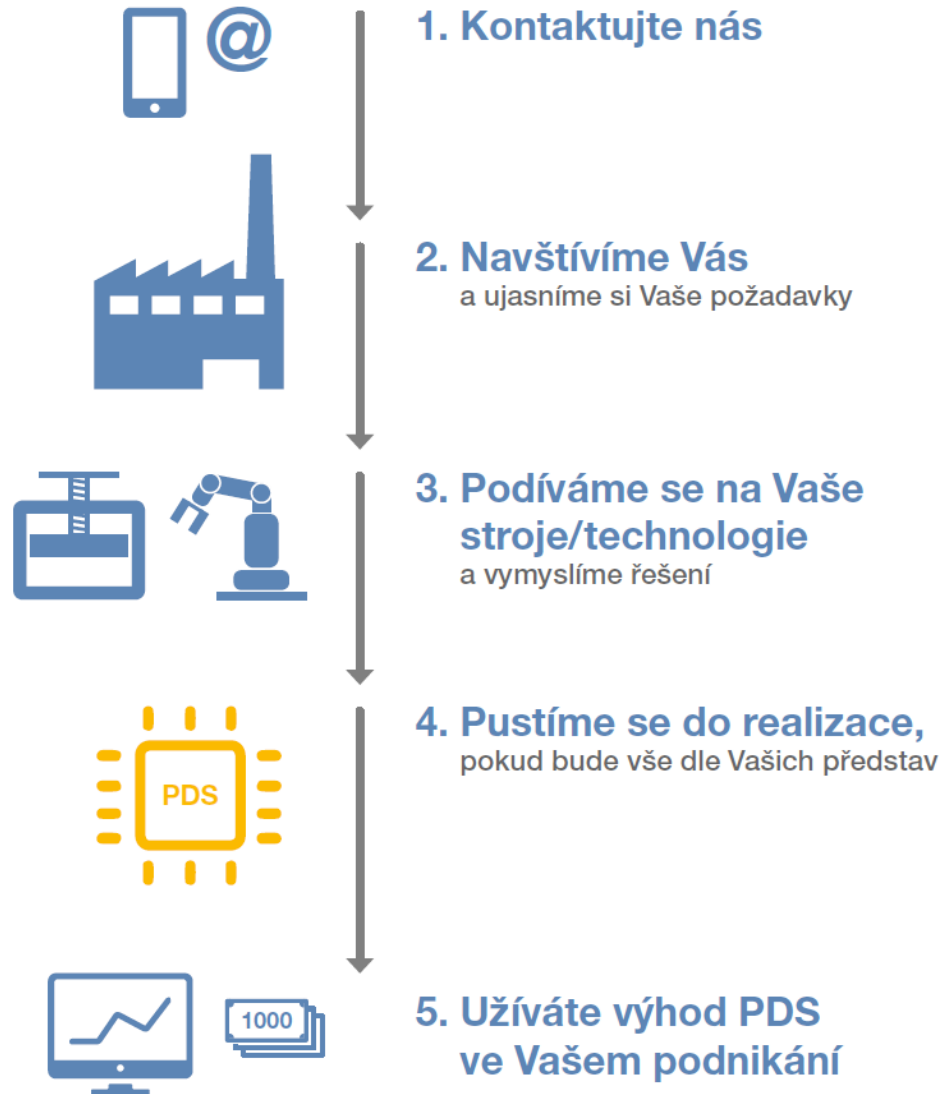 @
1. Kontaktujte nás
2. Navštívíme Vás
a ujasníme si Vaše požadavky
3. Podíváme se na Vaše
stroje/technologie
a vymyslíme řešení
4. Pustíme se do realizace,
pokud bude vše dle Vašich představ
PDS
5. Užíváte výhod PDS
ve Vašem podnikání
1000